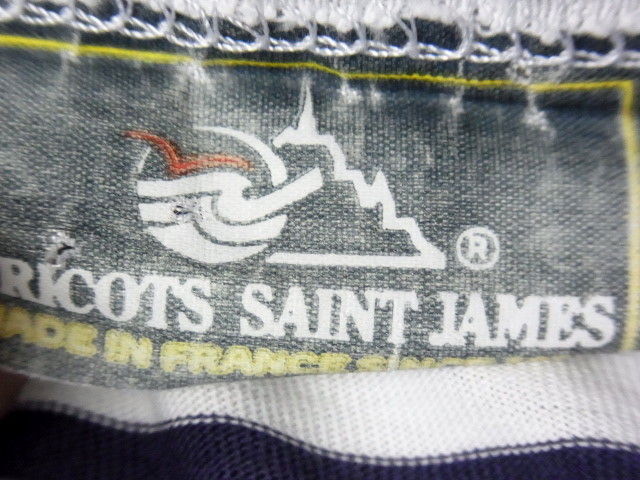 RICOTS SAINT JAMES ®
MADE IN FRANCE